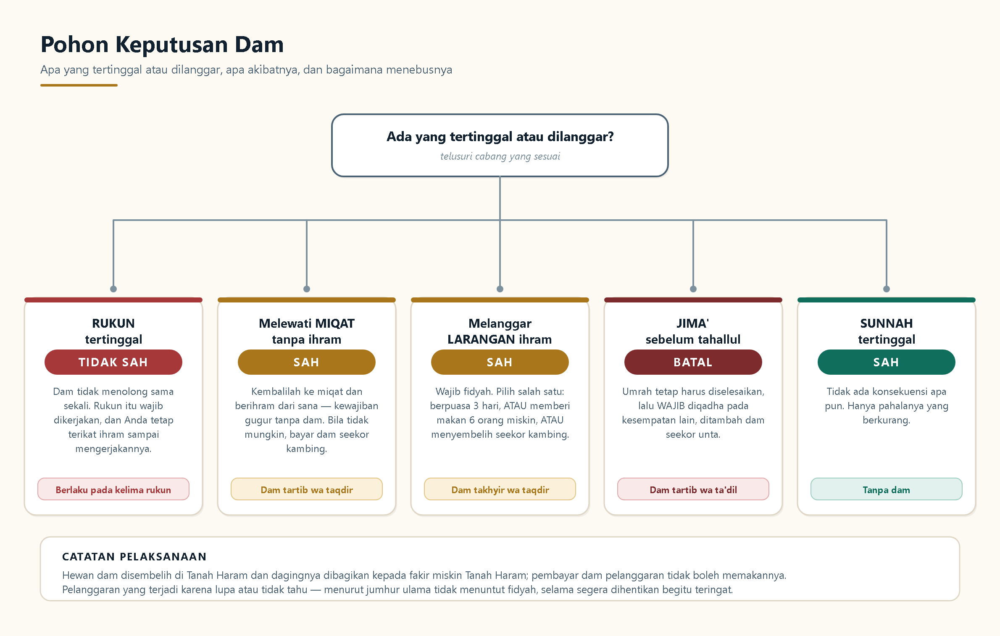 Pohon Keputusan Dam
Apa yang tertinggal atau dilanggar, apa akibatnya, dan bagaimana menebusnya
Ada yang tertinggal atau dilanggar?
telusuri cabang yang sesuai
RUKUN
tertinggal
TIDAK SAH
Dam tidak menolong sama
sekali. Rukun itu wajib
dikerjakan, dan Anda tetap
terikat ihram sampai
mengerjakannya.
Berlaku pada kelima rukun
Melewati MIQAT
tanpa ihram
SAH
Kembalilah ke miqat dan
berihram dari sana — kewajiban
gugur tanpa dam. Bila tidak
mungkin, bayar dam seekor
kambing.
Dam tartib wa taqdir
Melanggar
LARANGAN ihram
SAH
Wajib fidyah. Pilih salah satu:
berpuasa 3 hari, ATAU memberi
makan 6 orang miskin, ATAU
menyembelih seekor kambing.
Dam takhyir wa taqdir
JIMA'
sebelum tahallul
BATAL
Umrah tetap harus diselesaikan,
lalu WAJIB diqadha pada
kesempatan lain, ditambah dam
seekor unta.
Dam tartib wa ta'dil
SUNNAH
tertinggal
SAH
Tidak ada konsekuensi apa
pun. Hanya pahalanya yang
berkurang.
Tanpa dam
CATATAN PELAKSANAAN
Hewan dam disembelih di Tanah Haram dan dagingnya dibagikan kepada fakir miskin Tanah Haram; pembayar dam pelanggaran tidak boleh memakannya.
Pelanggaran yang terjadi karena lupa atau tidak tahu — menurut jumhur ulama tidak menuntut fidyah, selama segera dihentikan begitu teringat.